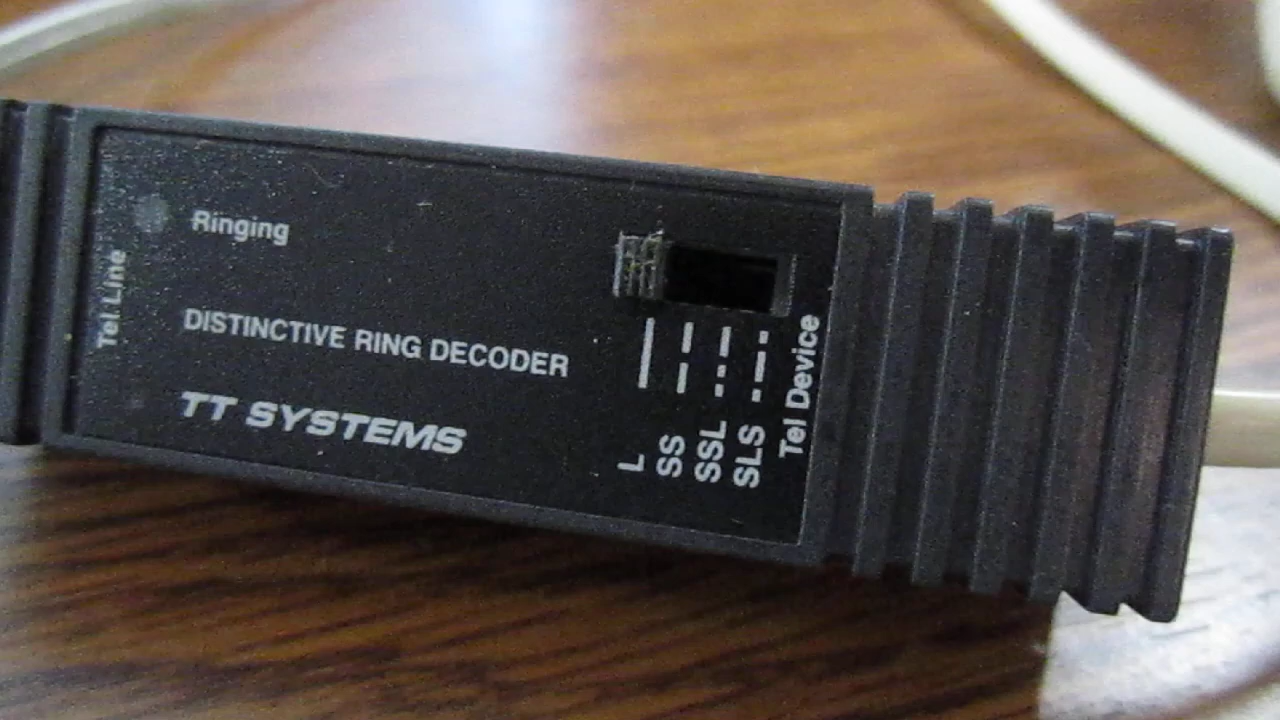 Tel Line
Ringing
DISTINCTIVE RING DECODER
TT SYSTEMS
L
SS
SSL
SLS
Tel Device